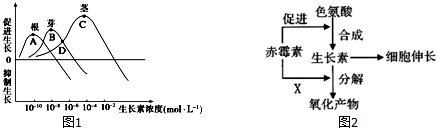 促进生长
0
抑制生长
根
芽
茎
A
B
C
D
10⁻¹⁰ 10⁻⁸ 10⁻⁶ 10⁻⁴ 10⁻² 生长素浓度(mol·L⁻¹)
图1
色氨酸
促进
合成
赤霉素
生长素
细胞伸长
X
分解
氧化产物
图2